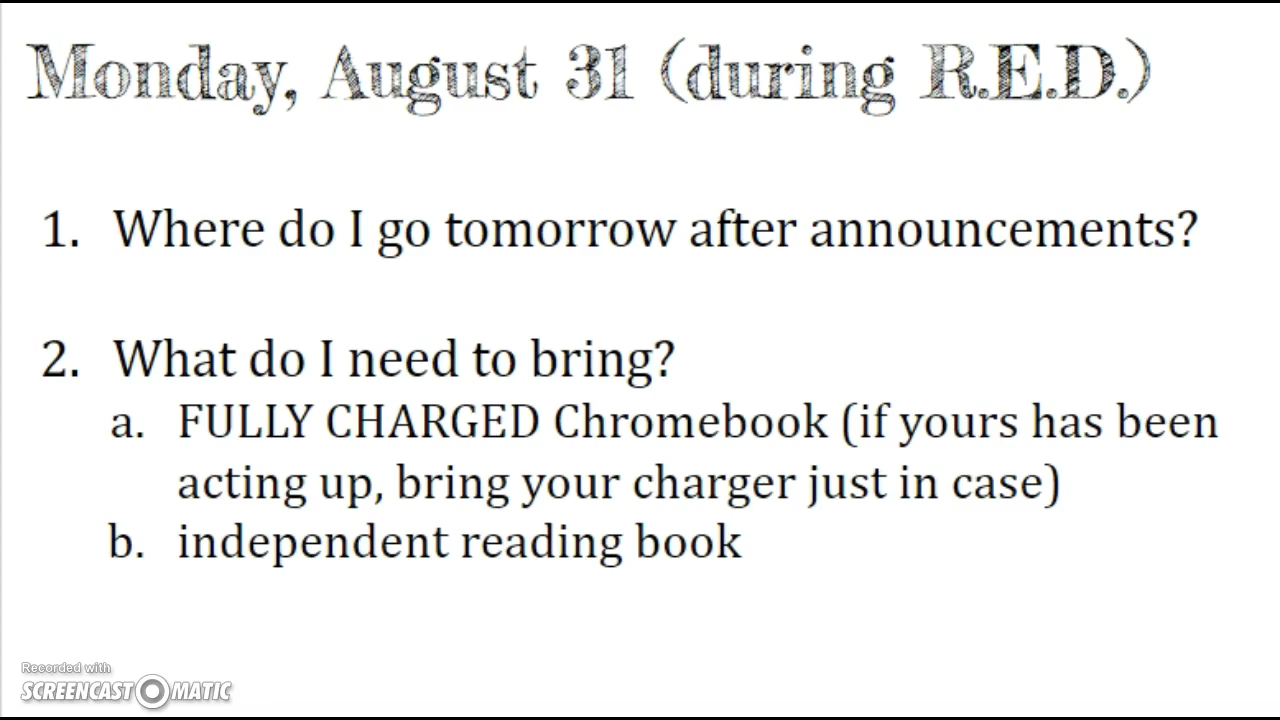 Monday, August 31 (during R.E.D.)
1. Where do I go tomorrow after announcements?
2. What do I need to bring?
a. FULLY CHARGED Chromebook (if yours has been
acting up, bring your charger just in case)
b. independent reading book
Recorded with
SCREENCAST MATIC